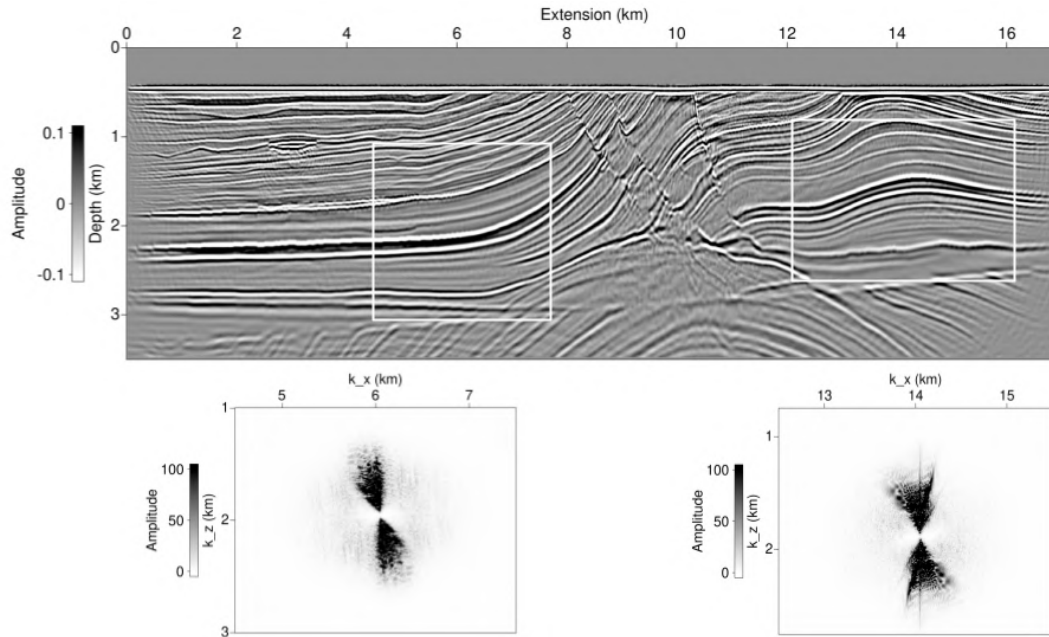 Extension (km)
0 2 4 6 8 10 12 14 16
0
1
2
3
Depth (km)
Amplitude
0.1
0
-0.1
k_x (km)
5 6 7
1
2
3
k_z (km)
Amplitude
100
50
0
k_x (km)
13 14 15
1
2
k_z (km)
Amplitude
100
50
0